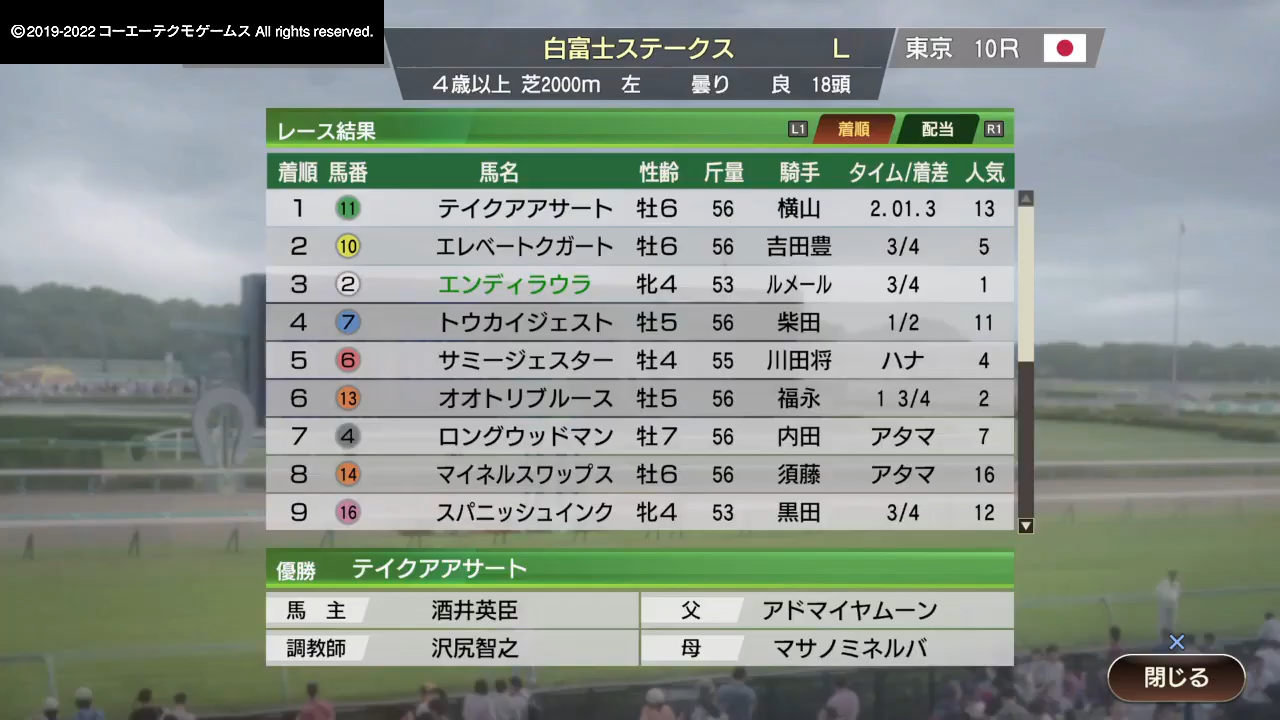 ©2019-2022 コーエーテクモゲームス All rights reserved.
白富士ステークス L 東京 10R
4歳以上 芝2000m 左 曇り 良 18頭
レース結果 L1 着順 配当 R1
着順 馬番 馬名 性齢 斤量 騎手 タイム/着差 人気
1 11 テイクアアサート 牡6 56 横山 2.01.3 13
2 10 エレベートクガート 牡6 56 吉田豊 3/4 5
3 2 エンディラウラ 牝4 53 ルメール 3/4 1
4 7 トウカイジェスト 牡5 56 柴田 1/2 11
5 6 サミージェスター 牡4 55 川田将 ハナ 4
6 13 オオトリブルース 牡5 56 福永 1 3/4 2
7 4 ロングウッドマン 牡7 56 内田 アタマ 7
8 14 マイネルスワップス 牡6 56 須藤 アタマ 16
9 16 スパニッシュインク 牝4 53 黒田 3/4 12
優勝 テイクアアサート
馬主 酒井英臣 父 アドマイヤムーン
調教師 沢尻智之 母 マサノミネルバ
閉じる